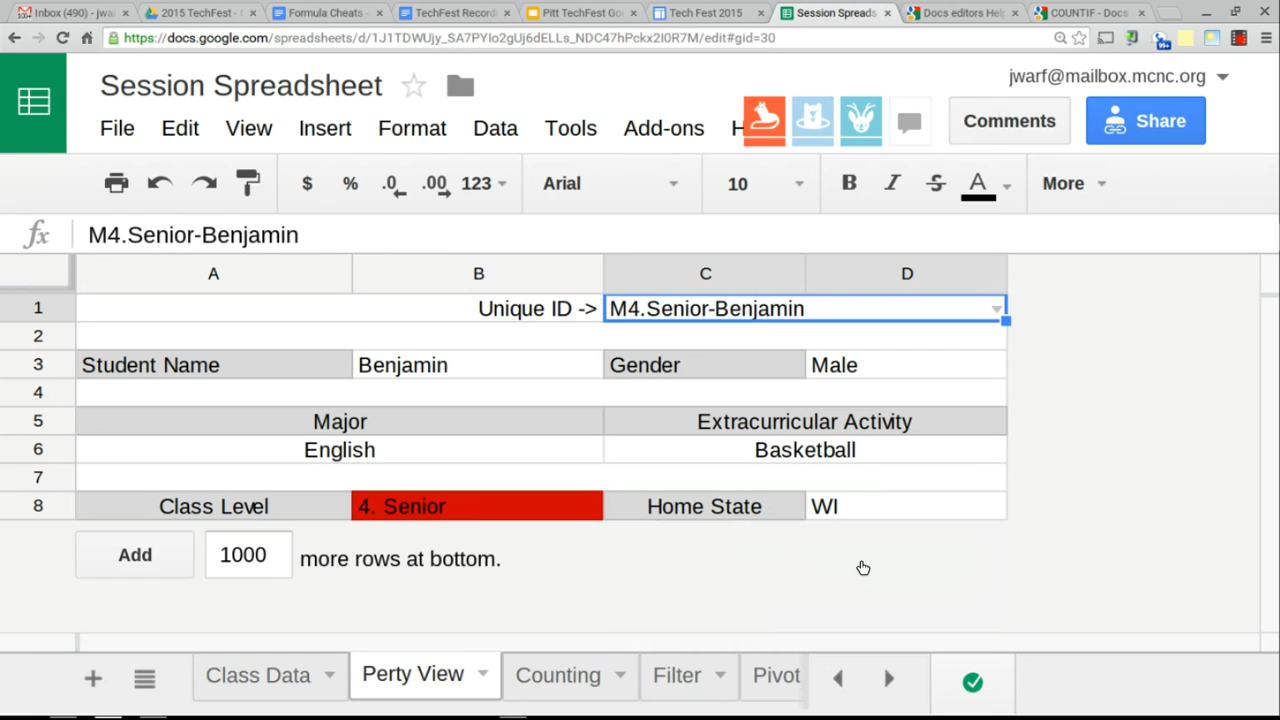 Inbox (490) - jwa
2015 TechFest -
Formula Cheats -
TechFest Record
Pitt TechFest Go
Tech Fest 2015
Session Spreads
Docs editors Hel
COUNTIF - Docs
https://docs.google.com/spreadsheets/d/1J1TDWUjy_SA7PYIo2gUj6dELLs_NDC47hPckx2I0R7M/edit#gid=30
Session Spreadsheet
jwarf@mailbox.mcnc.org
File Edit View Insert Format Data Tools Add-ons H
Comments Share
$ % .0 .00 123 Arial 10 B I S A More
fx M4.Senior-Benjamin
A B C D
1 Unique ID -> M4.Senior-Benjamin
2
3 Student Name Benjamin Gender Male
4
5 Major Extracurricular Activity
6 English Basketball
7
8 Class Level 4. Senior Home State WI
Add 1000 more rows at bottom.
+ Class Data Perty View Counting Filter Pivot